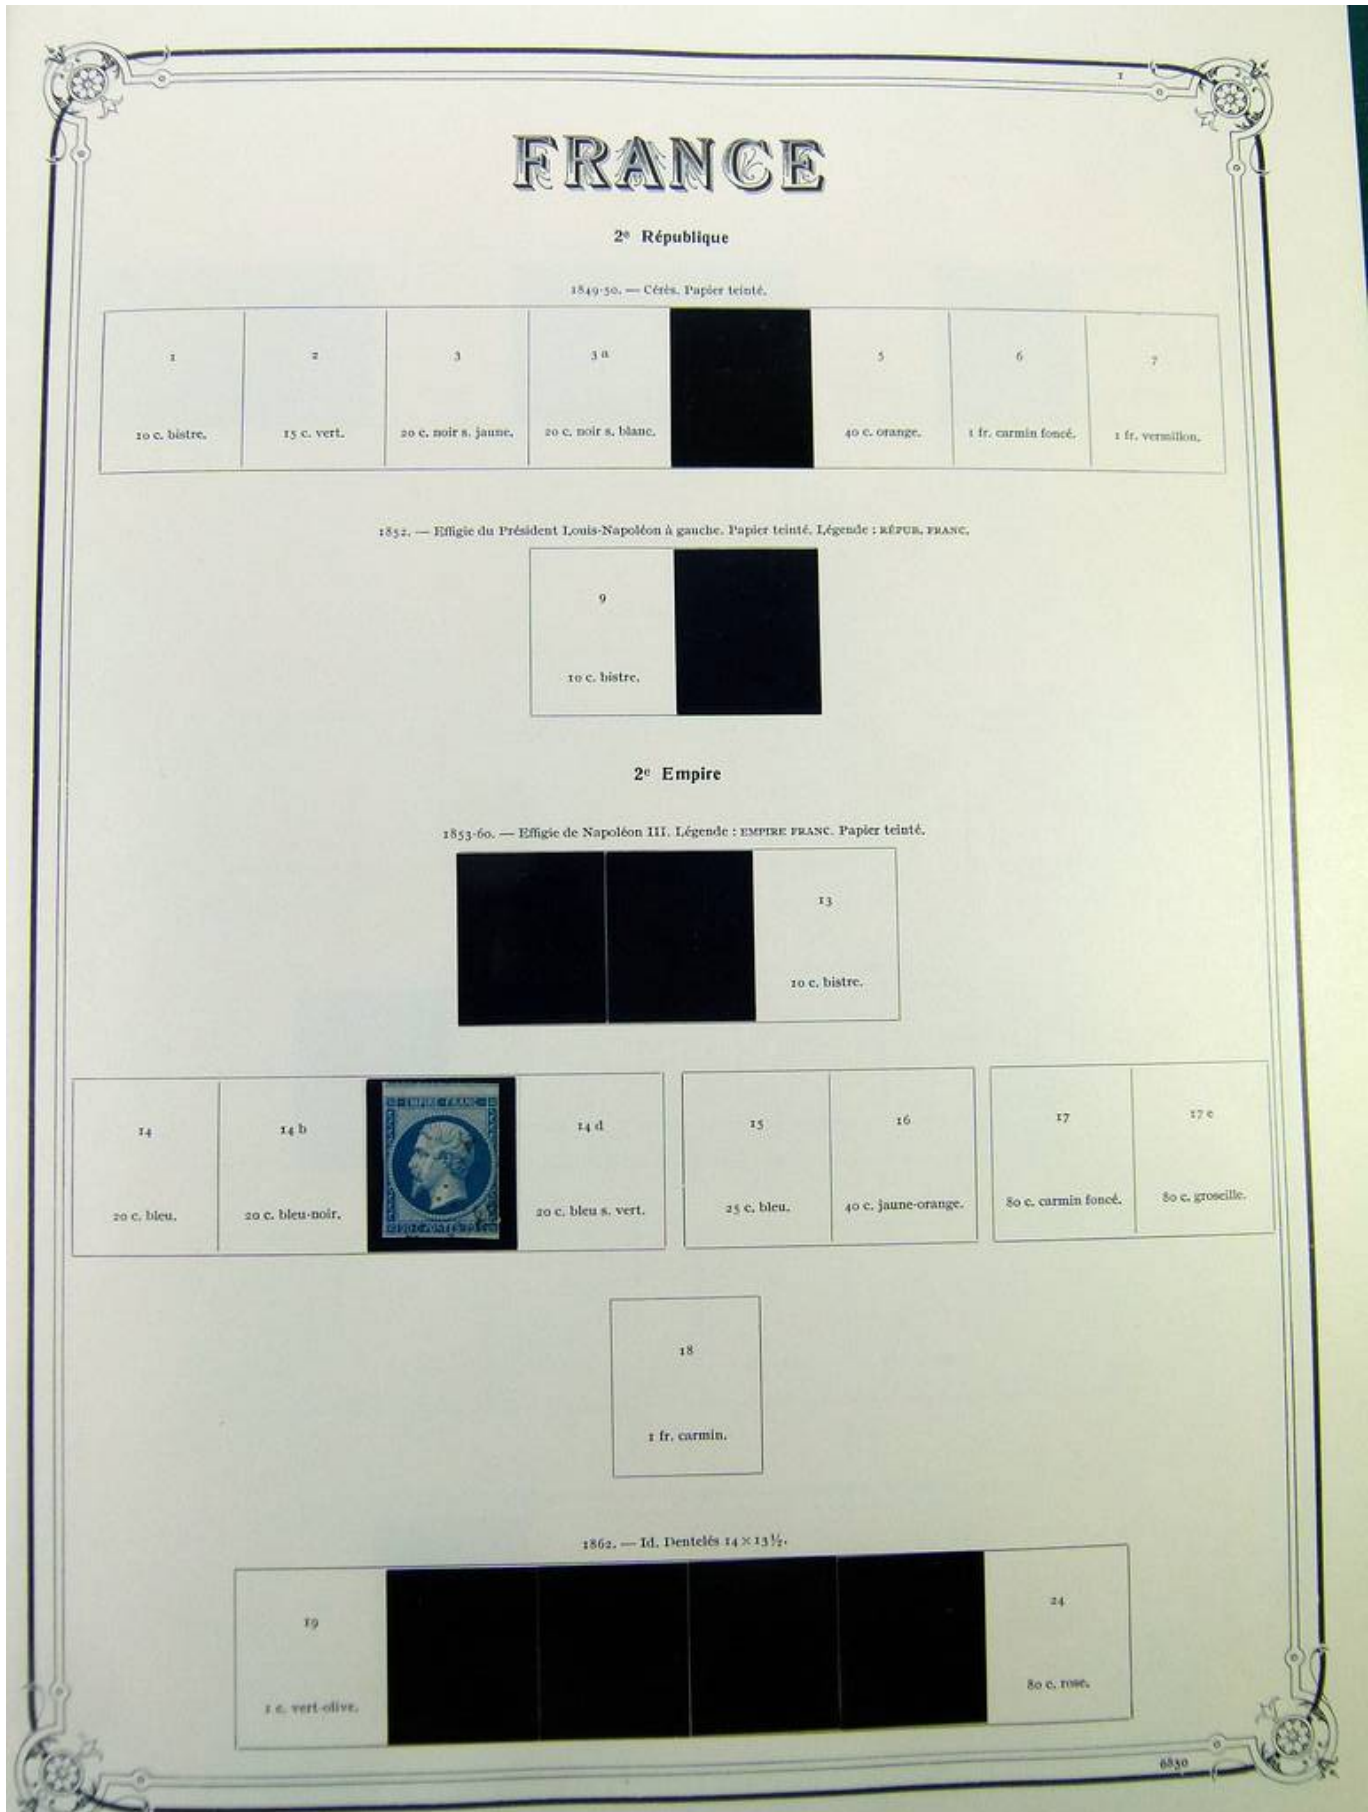 1
FRANCE
2e République
1849-50. — Cérès. Papier teinté.
1 2 3 3 a 5 6 7
10 c. bistre. 15 c. vert. 20 c. noir s. jaune. 20 c. noir s. blanc. 40 c. orange. 1 fr. carmin foncé. 1 fr. vermillon.
1852. — Effigie du Président Louis-Napoléon à gauche. Papier teinté. Légende : RÉPUB. FRANC.
9
10 c. bistre.
2e Empire
1853-60. — Effigie de Napoléon III. Légende : EMPIRE FRANC. Papier teinté.
13
10 c. bistre.
14 14 b 14 d 15 16 17 17 e
EMPIRE FRANC
20 c. bleu. 20 c. bleu-noir. 20 c. bleu s. vert. 25 c. bleu. 40 c. jaune-orange. 80 c. carmin foncé. 80 c. groseille.
20 C POSTES 20 C
18
1 fr. carmin.
1862. — Id. Dentelés 14 × 13 ½.
19 24
1 c. vert-olive. 80 c. rose.
6830